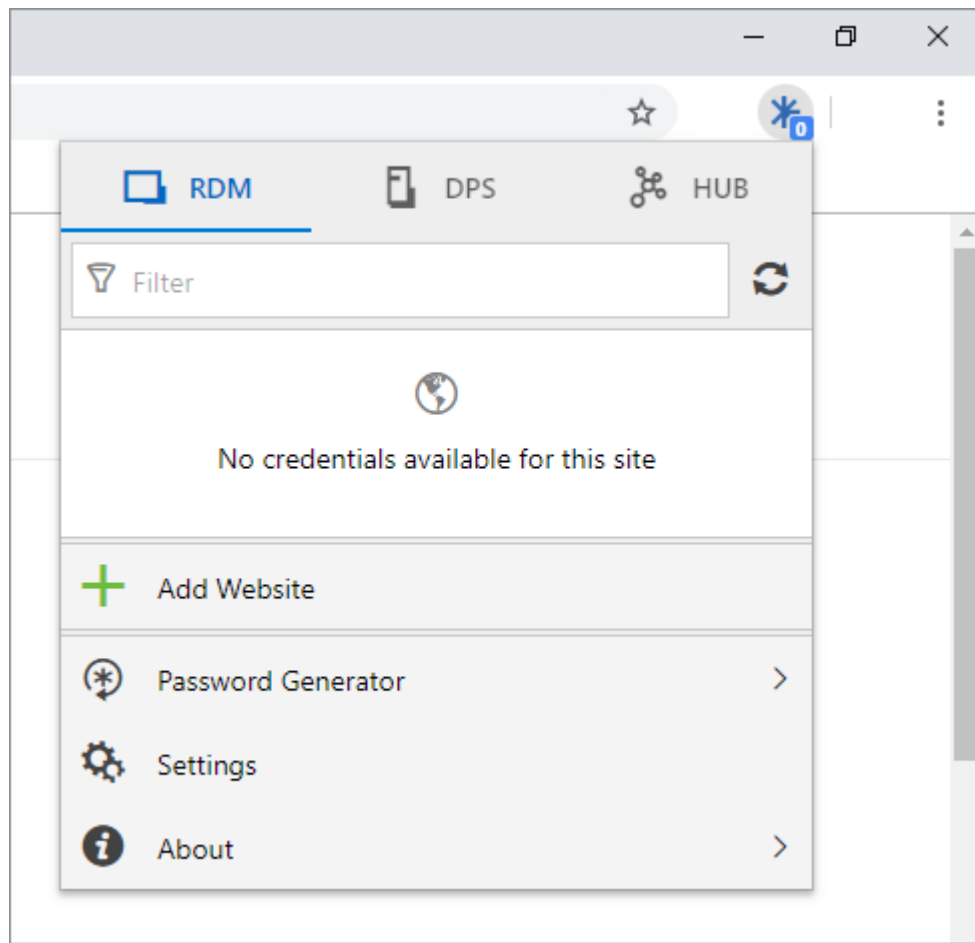 0
RDM DPS HUB
Filter
No credentials available for this site
Add Website
Password Generator
Settings
About